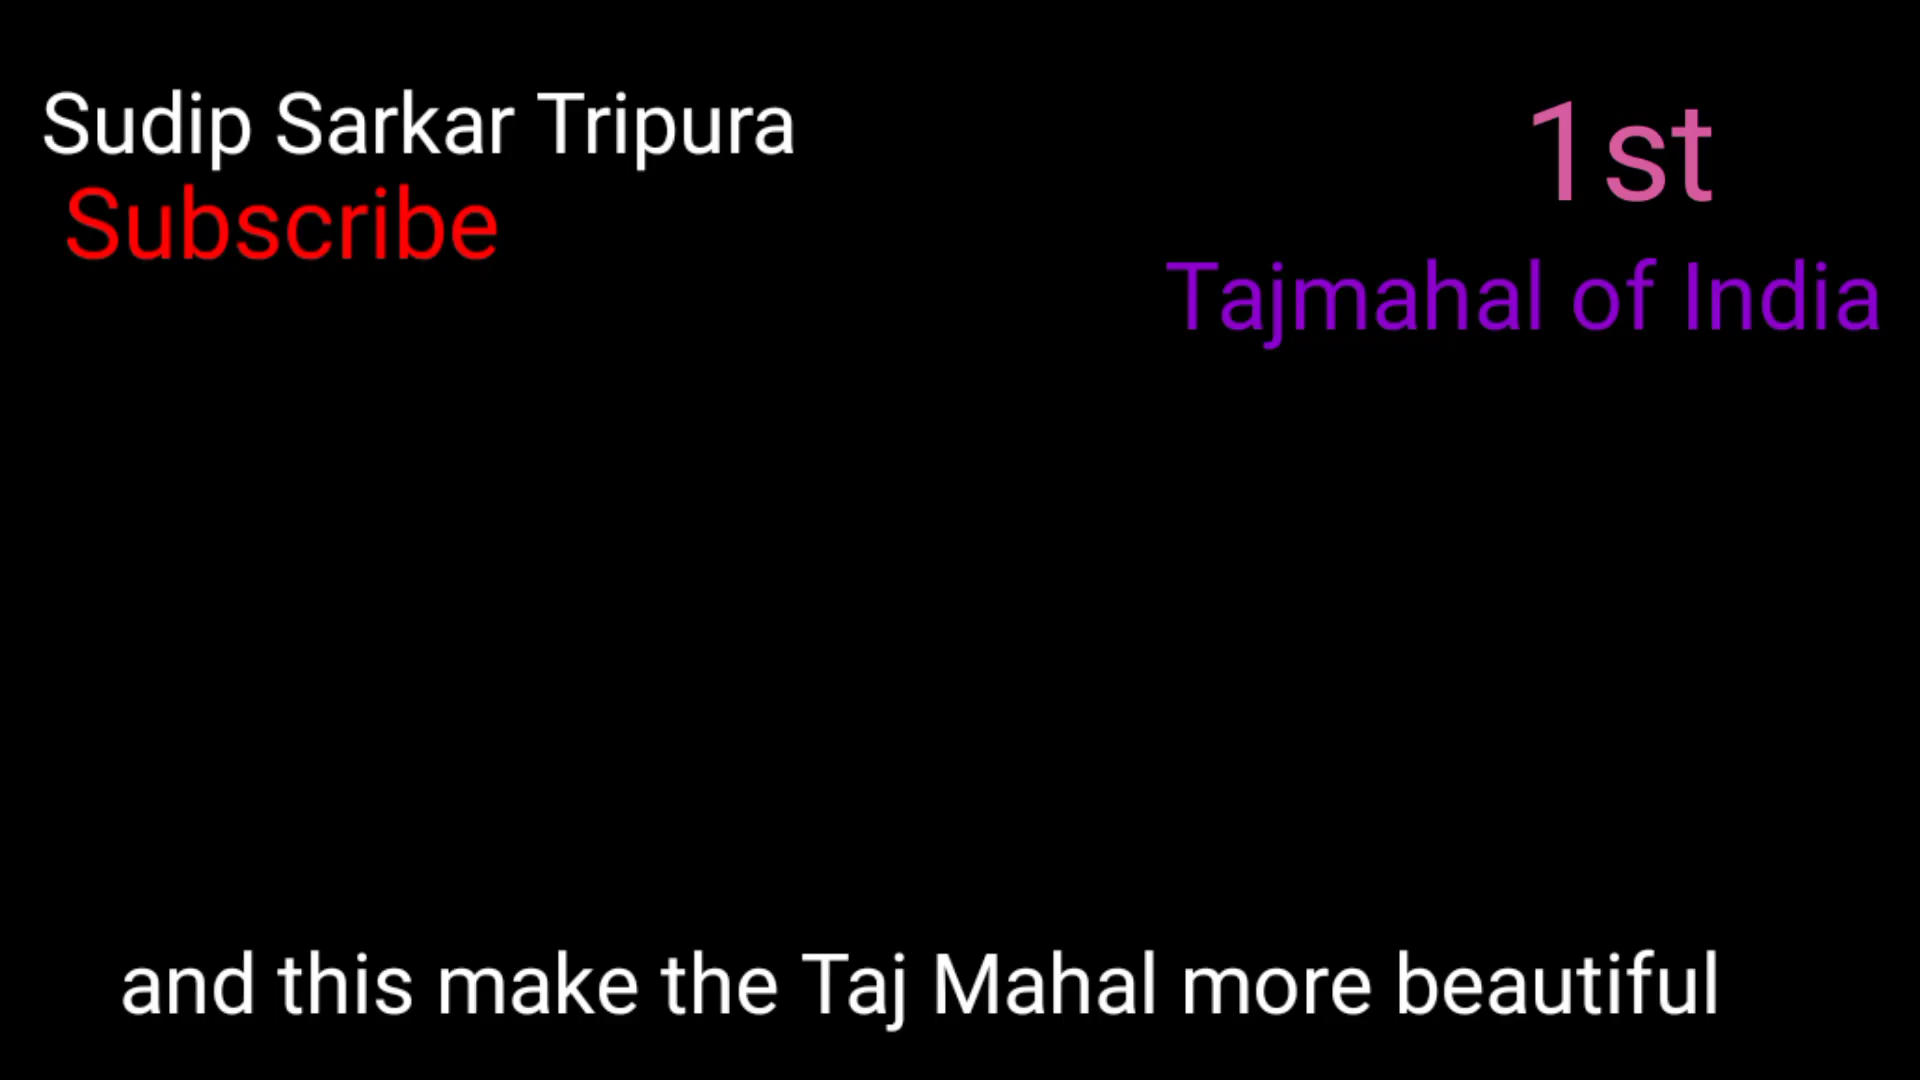 Sudip Sarkar Tripura
Subscribe
1st
Tajmahal of India
and this make the Taj Mahal more beautiful